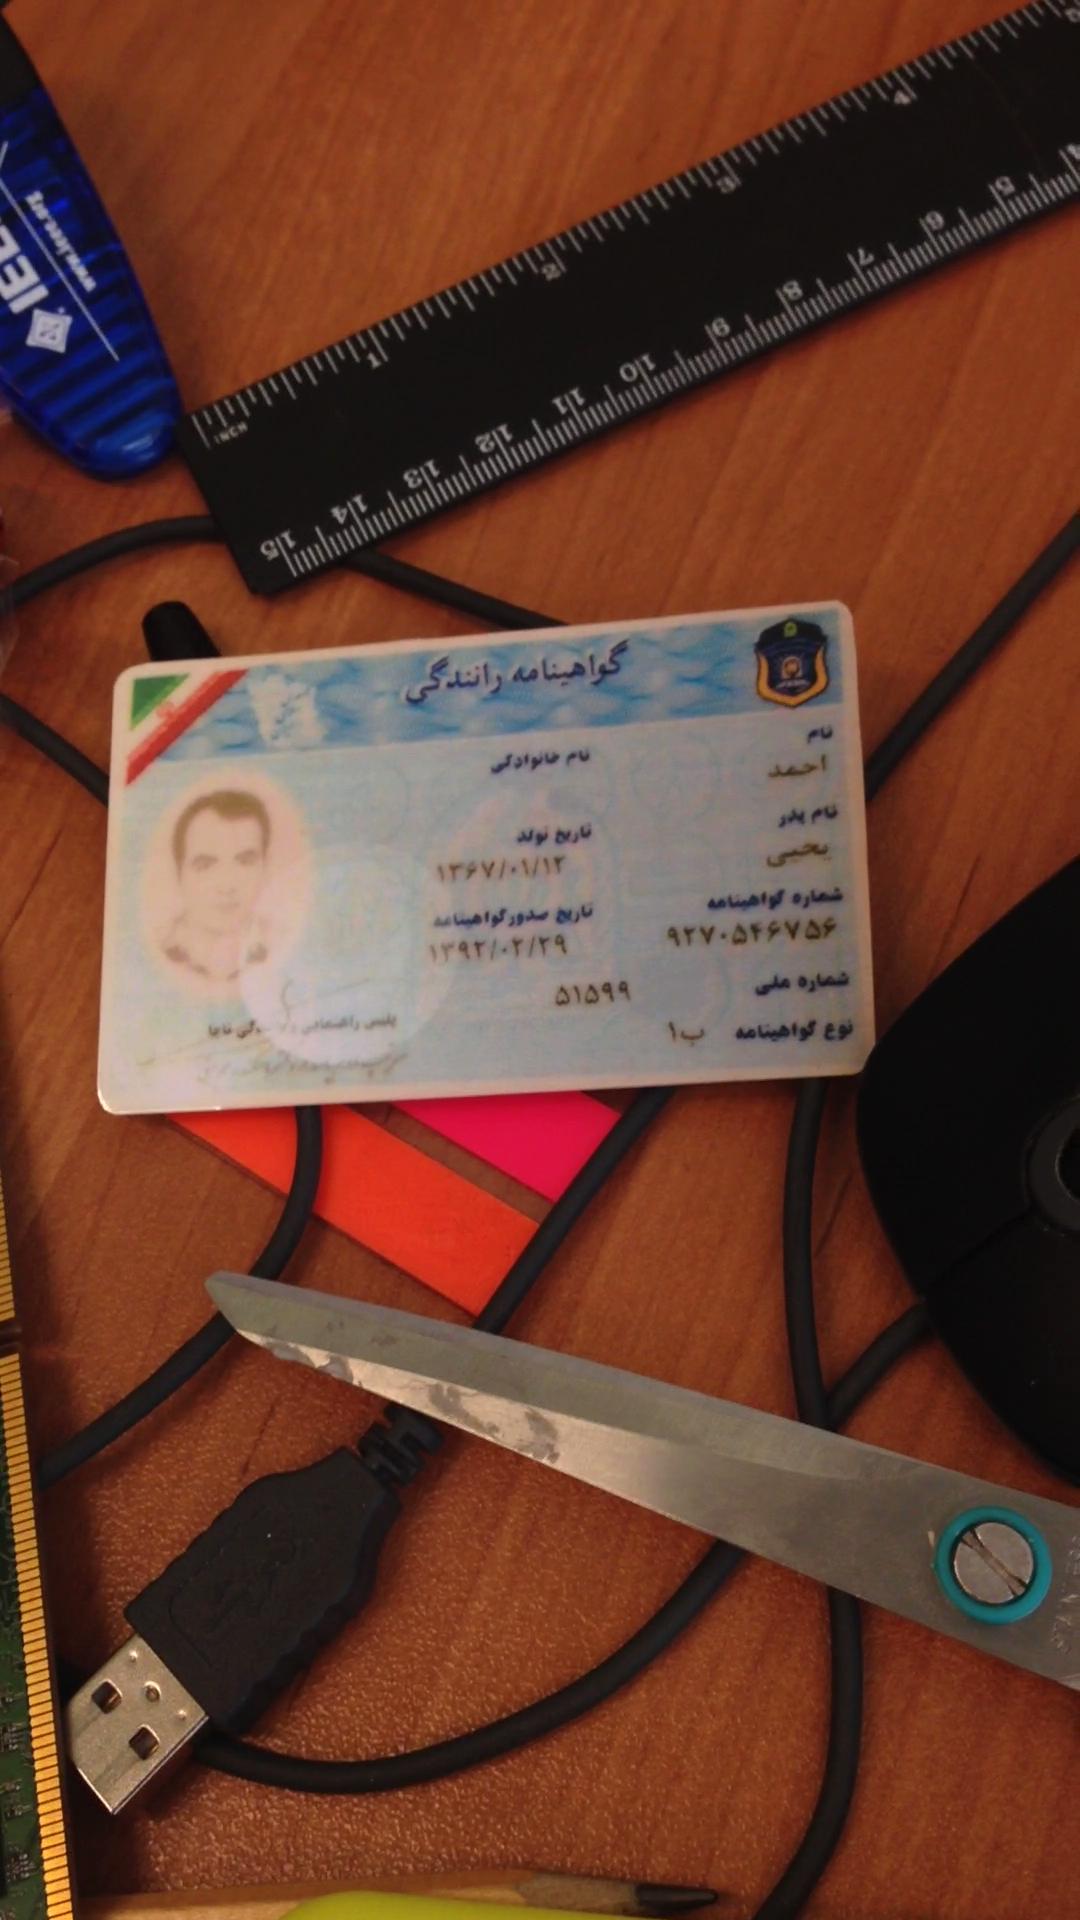 گواهینامه رانندگی
نام
احمد
نام خانوادگی
نام پدر
یحیی
تاریخ تولد
۱۳۶۷/۰۱/۱۲
شماره گواهینامه
۹۲۷۰۵۴۶۷۵۶
تاریخ صدور گواهینامه
۱۳۹۲/۰۲/۲۹
شماره ملی
۵۱۵۹۹
نوع گواهینامه
ب۱
پلیس راهنمایی و رانندگی ناجا
INCH
1 2 3 4
15 14 13 12 11 10 9 8 7 6 5